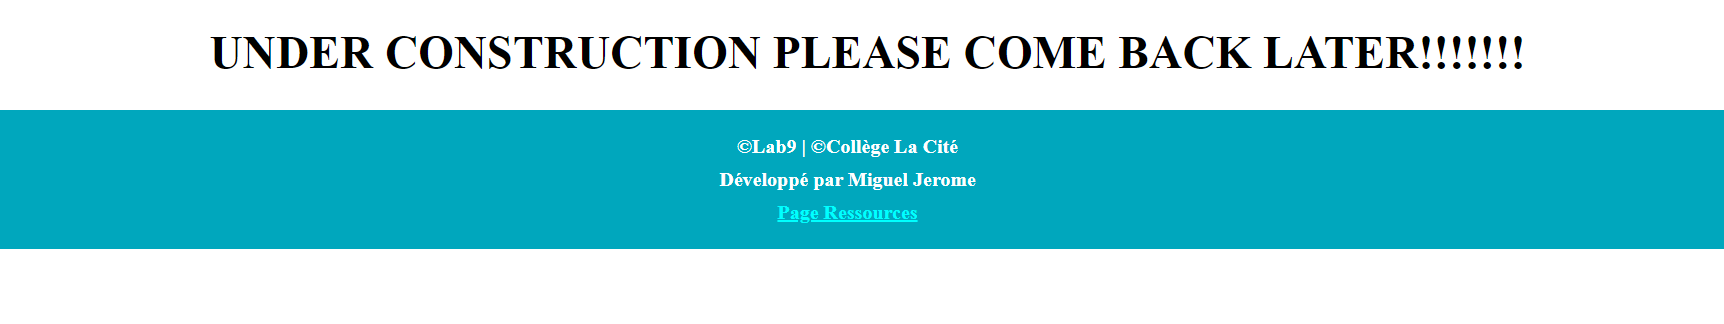 UNDER CONSTRUCTION PLEASE COME BACK LATER!!!!!!!
©Lab9 | ©Collège La Cité
Développé par Miguel Jerome
Page Ressources